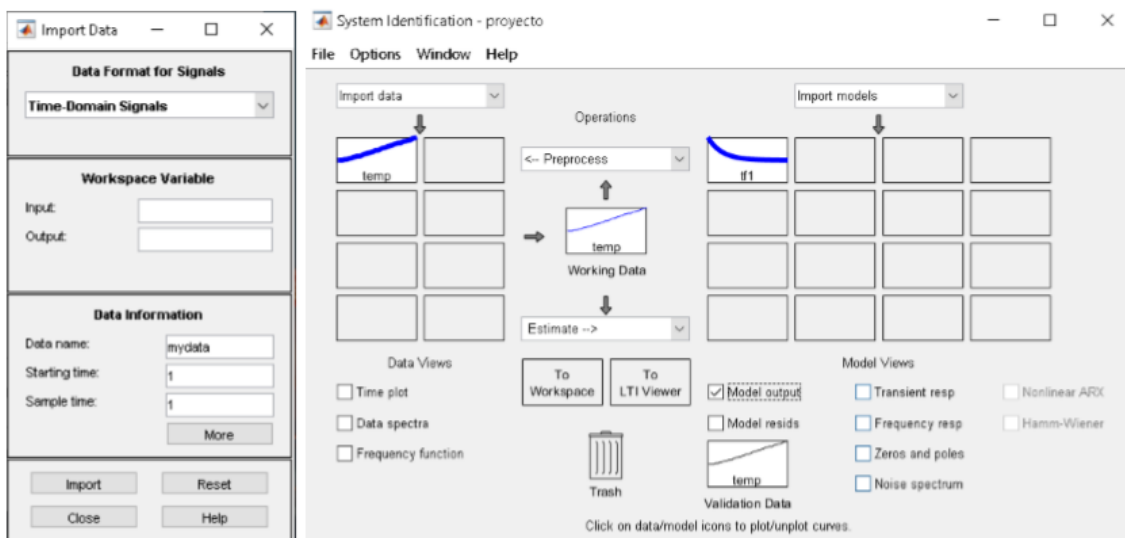 Import Data
Data Format for Signals
Time-Domain Signals
Workspace Variable
Input:
Output:
Data Information
Data name:
mydata
Starting time:
1
Sample time:
1
More
Import
Reset
Close
Help
System Identification - proyecto
File Options Window Help
Import data
Import models
Operations
temp
<-- Preprocess
tf1
temp
Working Data
Estimate -->
Data Views
Time plot
Data spectra
Frequency function
To
Workspace
To
LTI Viewer
Trash
Model Views
Model output
Transient resp
Nonlinear ARX
Model resids
Frequency resp
Hamm-Wiener
Zeros and poles
Noise spectrum
temp
Validation Data
Click on data/model icons to plot/unplot curves.